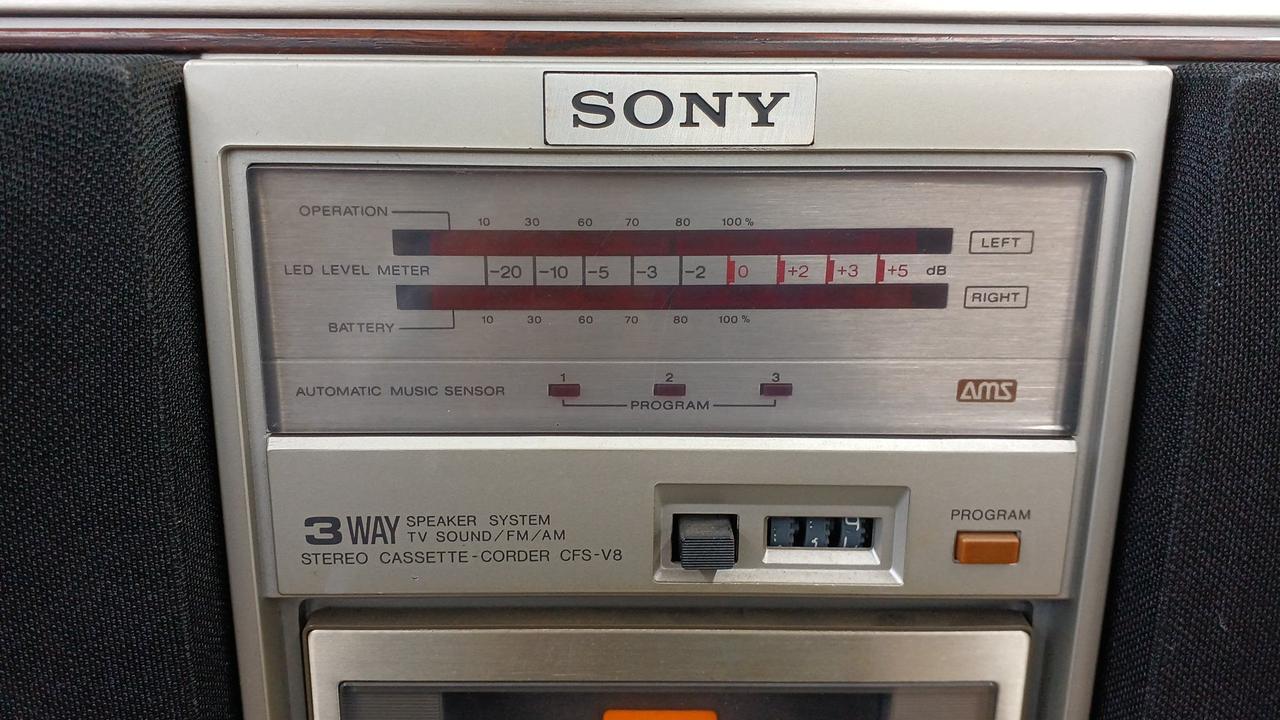 SONY
OPERATION 10 30 60 70 80 100%
LEFT
LED LEVEL METER -20 -10 -5 -3 -2 0 +2 +3 +5 dB
RIGHT
BATTERY 10 30 60 70 80 100%
1 2 3
AUTOMATIC MUSIC SENSOR
PROGRAM
AMS
3 WAY SPEAKER SYSTEM
TV SOUND/FM/AM
STEREO CASSETTE-CORDER CFS-V8
PROGRAM